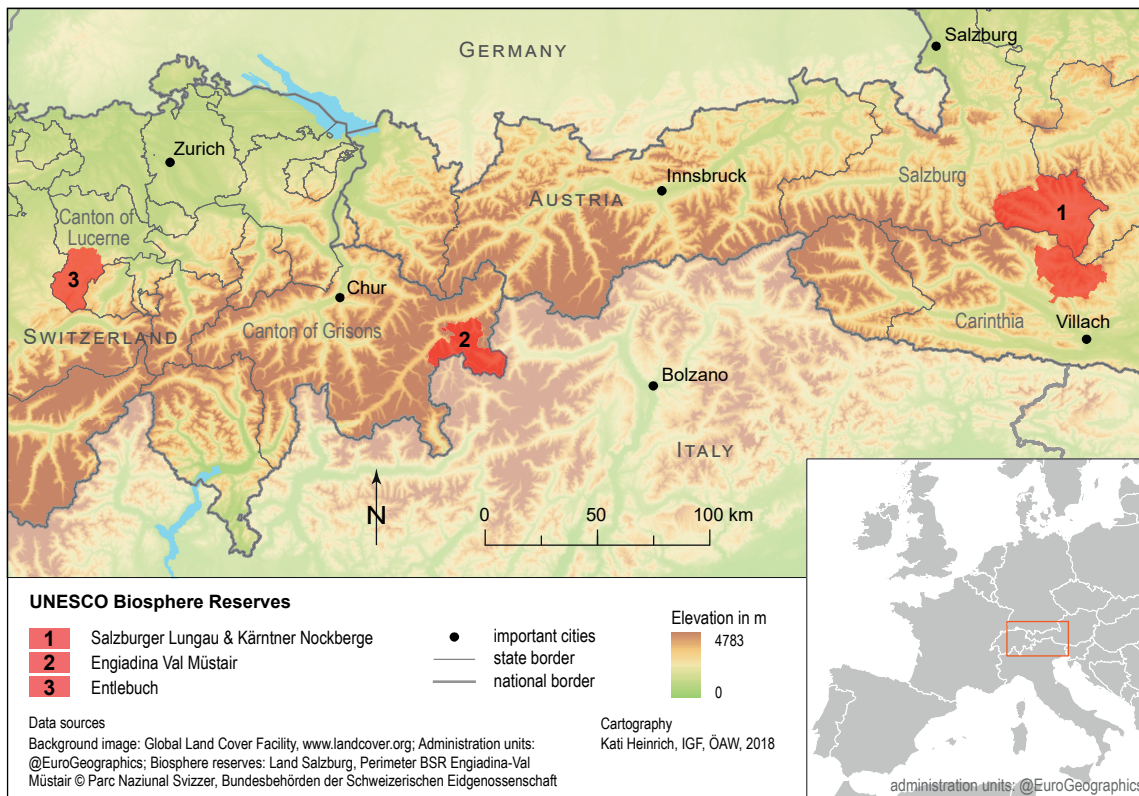 GERMANY
Salzburg
Zurich
Innsbruck
Salzburg
AUSTRIA
1
Canton of
Lucerne
3
Chur
SWITZERLAND
Canton of Grisons
2
Carinthia
Villach
Bolzano
ITALY
N
0 50 100 km
UNESCO Biosphere Reserves
1 Salzburger Lungau & Kärntner Nockberge
2 Engiadina Val Müstair
3 Entlebuch
important cities
state border
national border
Elevation in m
4783
0
Data sources
Background image: Global Land Cover Facility, www.landcover.org; Administration units:
@EuroGeographics; Biosphere reserves: Land Salzburg, Perimeter BSR Engiadina-Val
Müstair © Parc Naziunal Svizzer, Bundesbehörden der Schweizerischen Eidgenossenschaft
Cartography
Kati Heinrich, IGF, ÖAW, 2018
administration units: @EuroGeographics